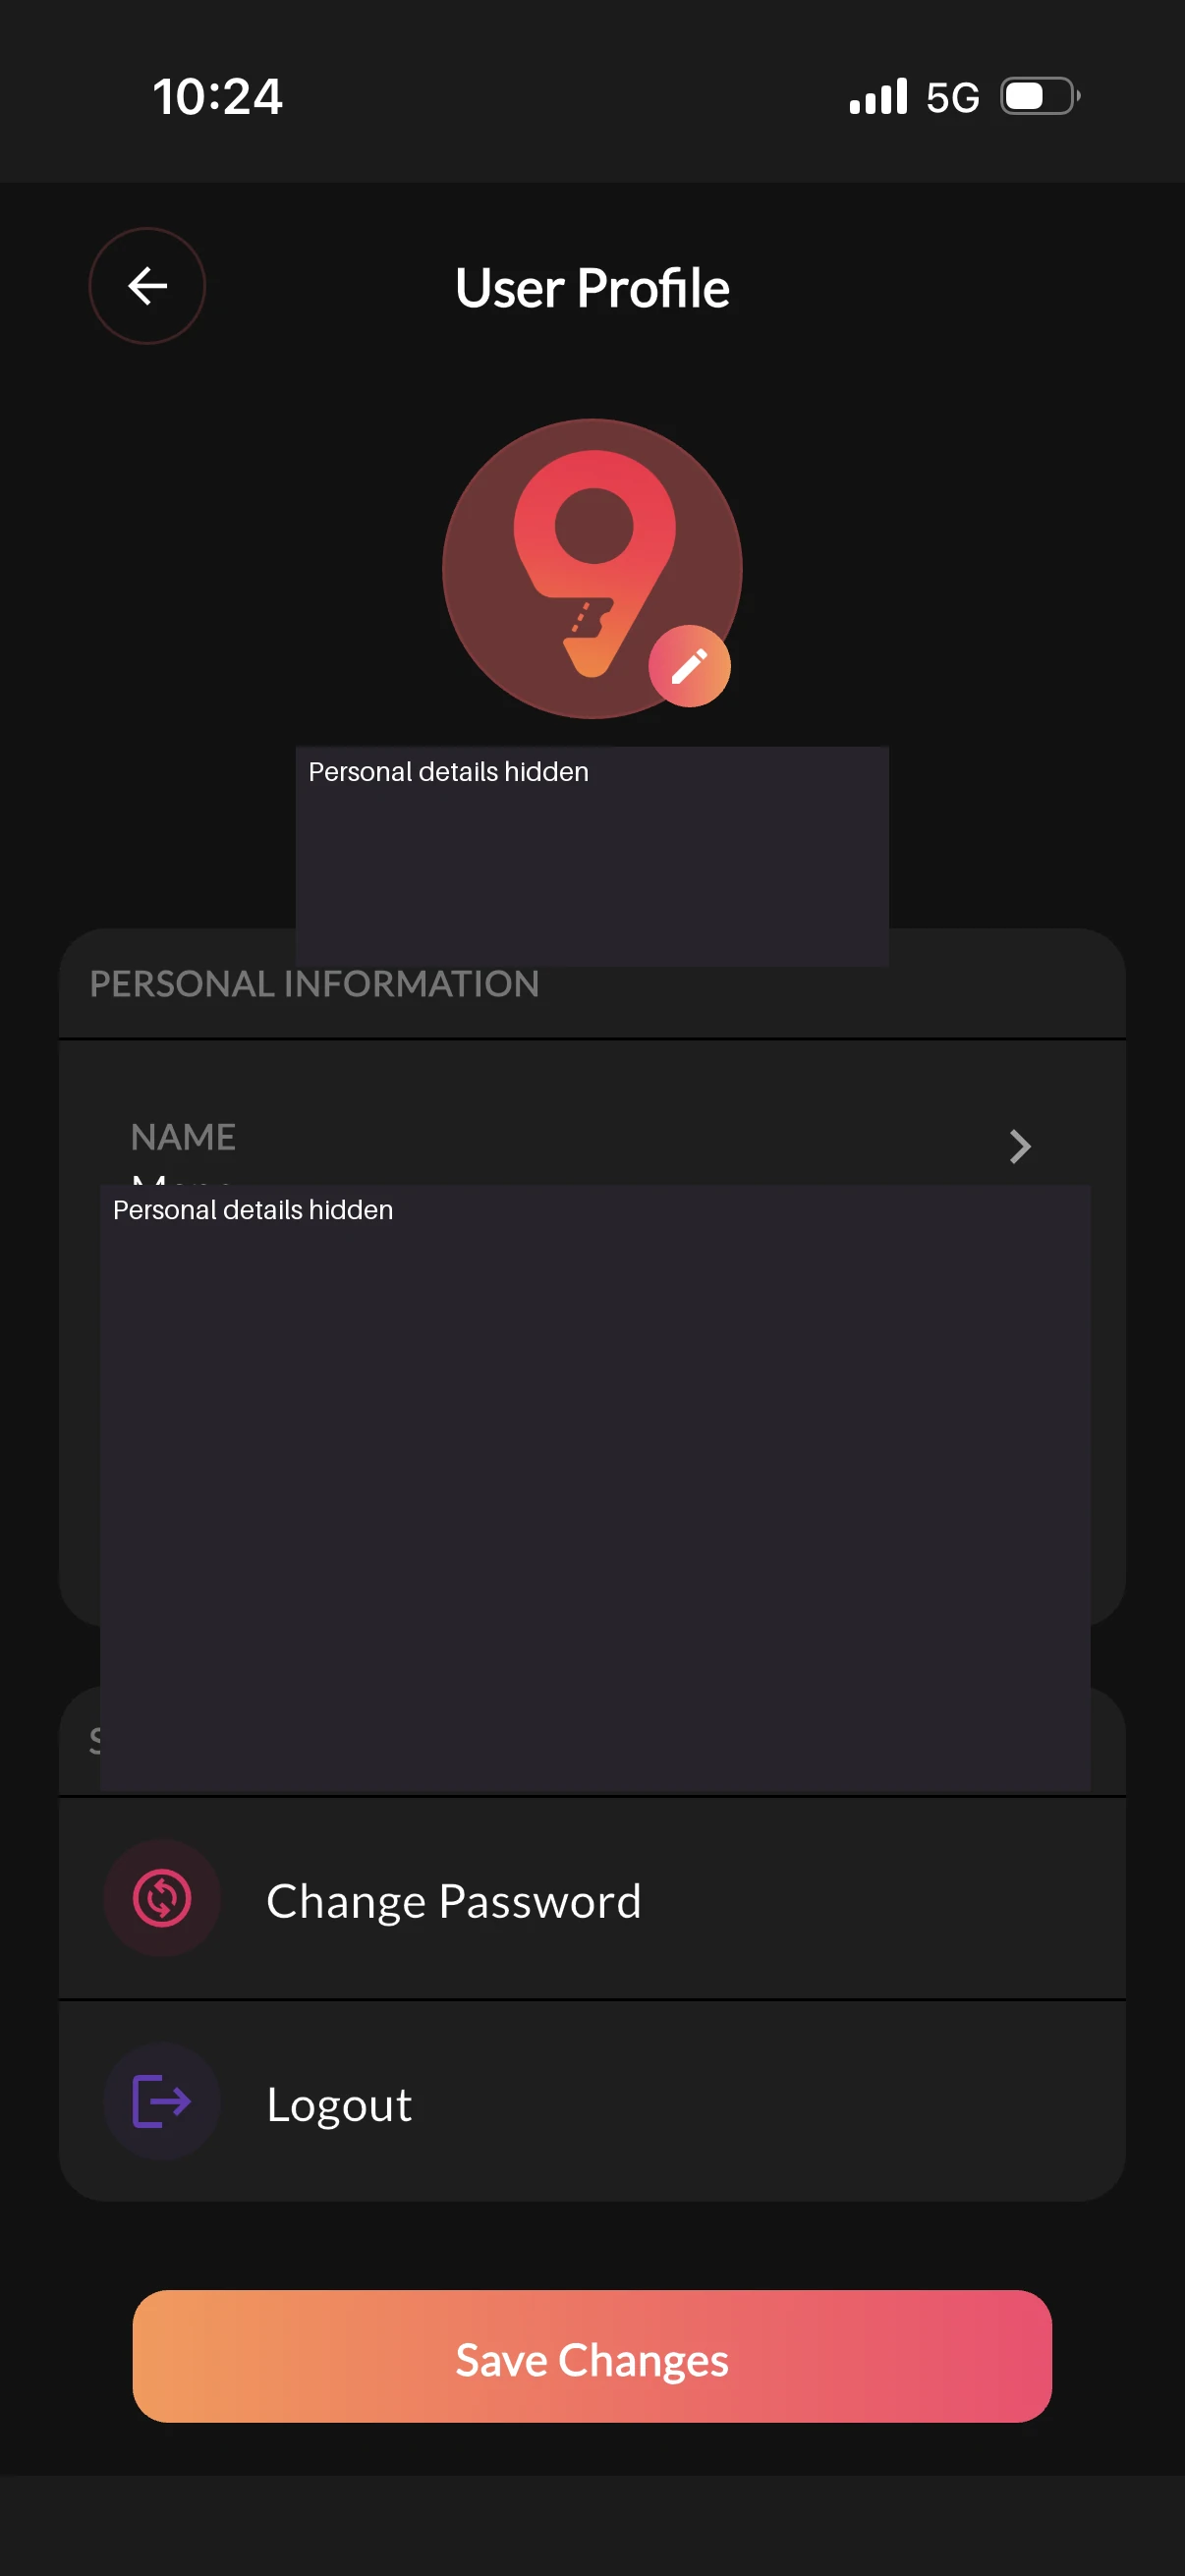 10:24
5G
User Profile
Personal details hidden
PERSONAL INFORMATION
NAME
Personal details hidden
Change Password
Logout
Save Changes